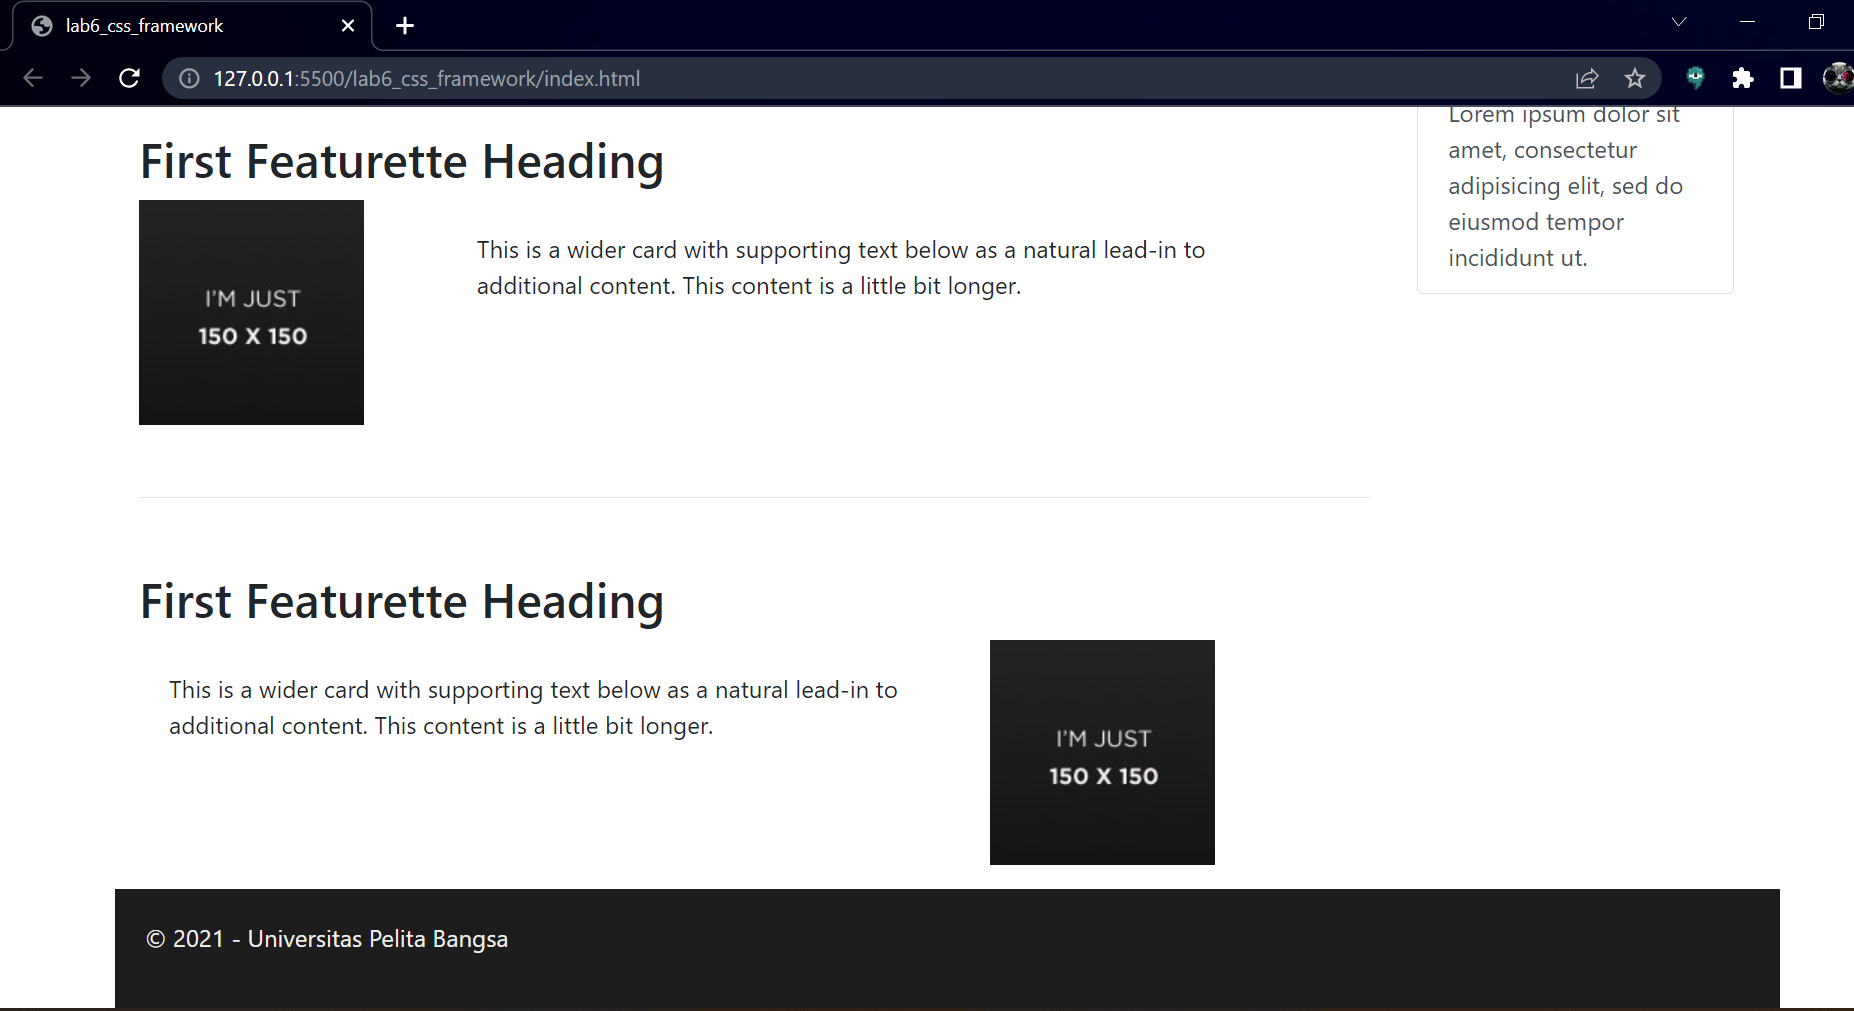 lab6_css_framework
127.0.0.1:5500/lab6_css_framework/index.html
First Featurette Heading
I'M JUST
150 X 150
This is a wider card with supporting text below as a natural lead-in to
additional content. This content is a little bit longer.
Lorem ipsum dolor sit
amet, consectetur
adipisicing elit, sed do
eiusmod tempor
incididunt ut.
First Featurette Heading
This is a wider card with supporting text below as a natural lead-in to
additional content. This content is a little bit longer.
I'M JUST
150 X 150
© 2021 - Universitas Pelita Bangsa